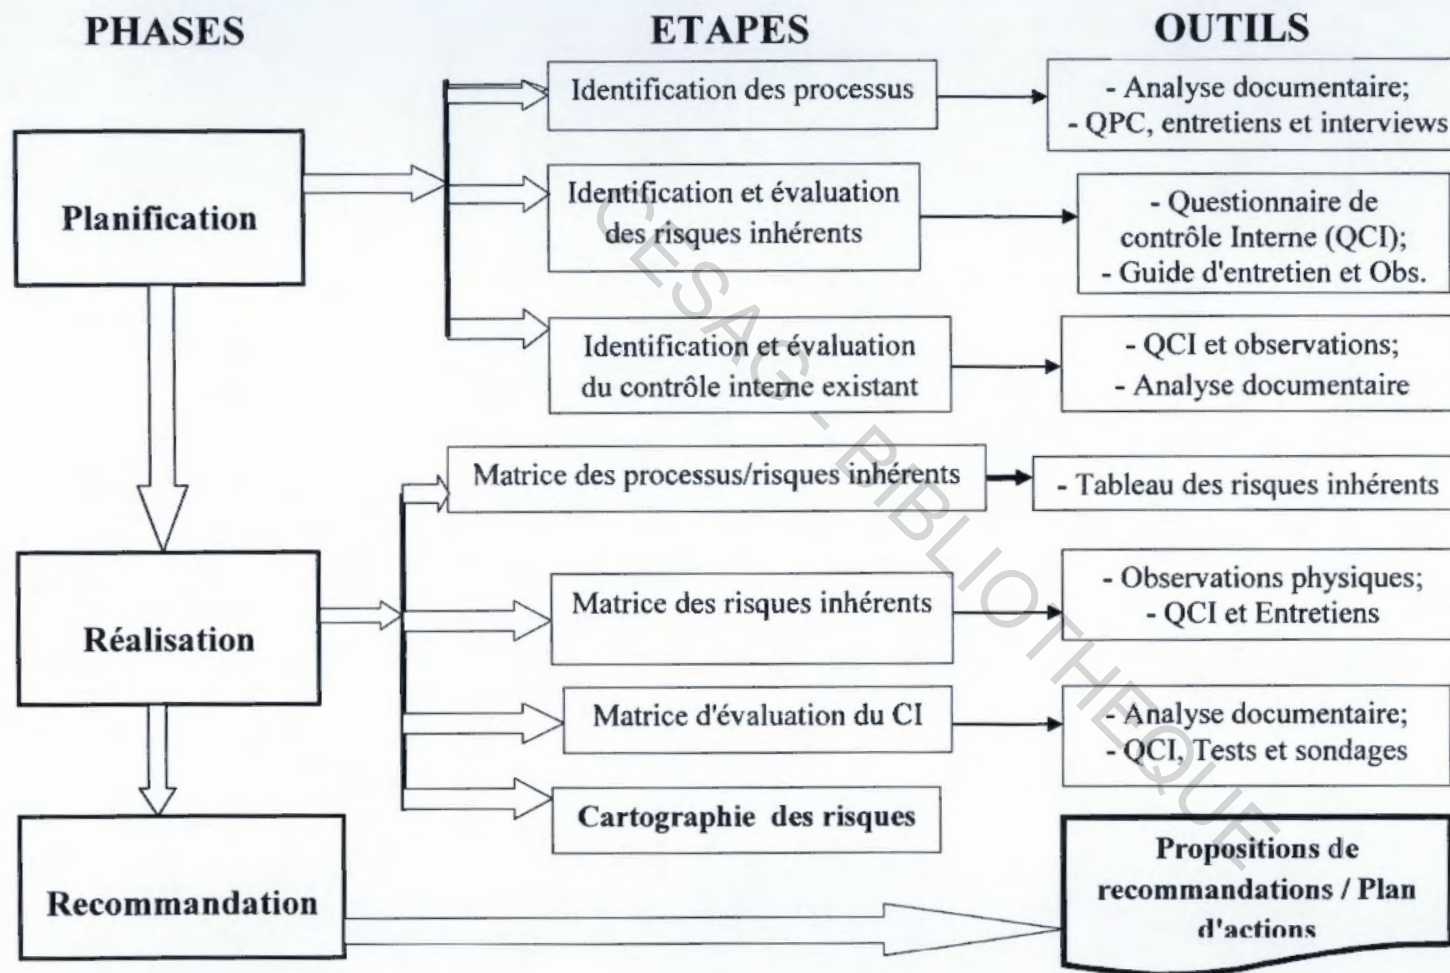 PHASES
ETAPES
OUTILS
Planification
Identification des processus
- Analyse documentaire;
- QPC, entretiens et interviews
Identification et évaluation
des risques inhérents
- Questionnaire de
contrôle Interne (QCI);
- Guide d'entretien et Obs.
Identification et évaluation
du contrôle interne existant
- QCI et observations;
- Analyse documentaire
Réalisation
Matrice des processus/risques inhérents
- Tableau des risques inhérents
Matrice des risques inhérents
- Observations physiques;
- QCI et Entretiens
Matrice d'évaluation du CI
- Analyse documentaire;
- QCI, Tests et sondages
Cartographie des risques
Recommandation
Propositions de
recommandations / Plan
d'actions
CESAG - BIBLIOTHEQUE